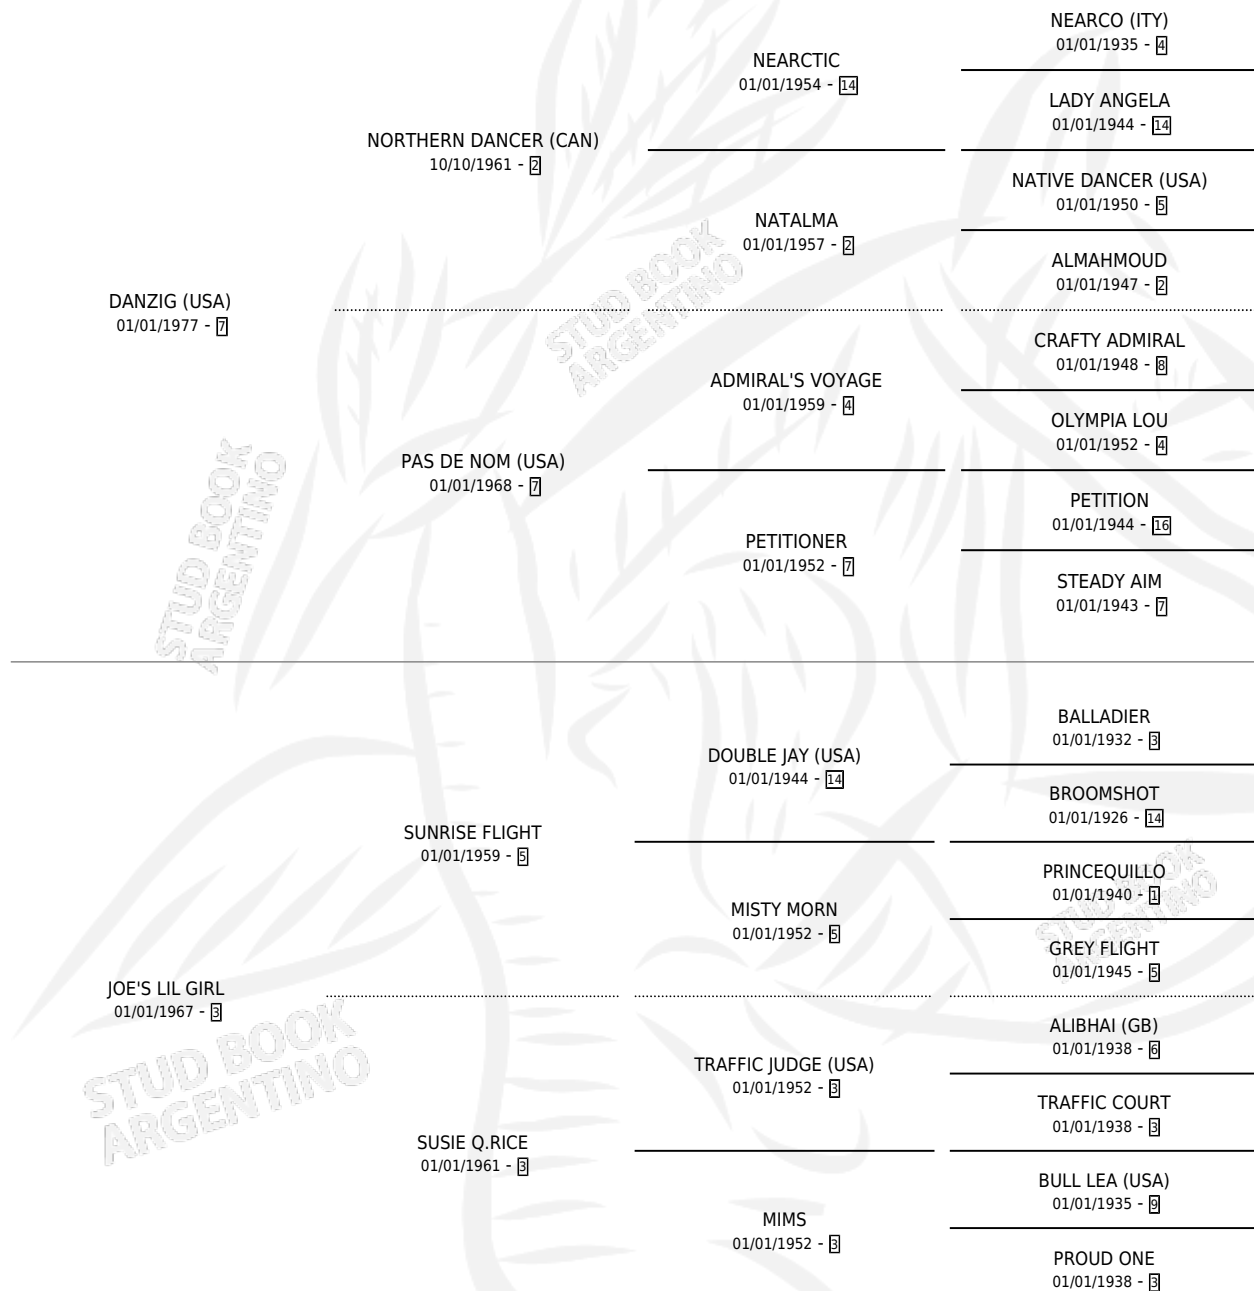 NEARCO (ITY)
01/01/1935 - 4
NEARCTIC
01/01/1954 - 14
LADY ANGELA
01/01/1944 - 14
NORTHERN DANCER (CAN)
10/10/1961 - 2
NATIVE DANCER (USA)
01/01/1950 - 5
NATALMA
01/01/1957 - 2
ALMAHMOUD
01/01/1947 - 2
DANZIG (USA)
01/01/1977 - 7
STUD BOOK
ARGENTINO
CRAFTY ADMIRAL
01/01/1948 - 8
ADMIRAL'S VOYAGE
01/01/1959 - 4
OLYMPIA LOU
01/01/1952 - 4
PAS DE NOM (USA)
01/01/1968 - 7
PETITION
01/01/1944 - 16
PETITIONER
01/01/1952 - 7
STEADY AIM
01/01/1943 - 7
STUD BOOK
ARGENTINO
BALLADIER
01/01/1932 - 3
DOUBLE JAY (USA)
01/01/1944 - 14
BROOMSHOT
01/01/1926 - 14
SUNRISE FLIGHT
01/01/1959 - 5
PRINCEQUILLO
01/01/1940 - 1
MISTY MORN
01/01/1952 - 5
STUD BOOK
ARGENTINO
GREY FLIGHT
01/01/1945 - 5
JOE'S LIL GIRL
01/01/1967 - 3
ALIBHAI (GB)
01/01/1938 - 6
TRAFFIC JUDGE (USA)
01/01/1952 - 3
STUD BOOK
ARGENTINO
TRAFFIC COURT
01/01/1938 - 3
SUSIE Q.RICE
01/01/1961 - 3
BULL LEA (USA)
01/01/1935 - 9
MIMS
01/01/1952 - 3
PROUD ONE
01/01/1938 - 3